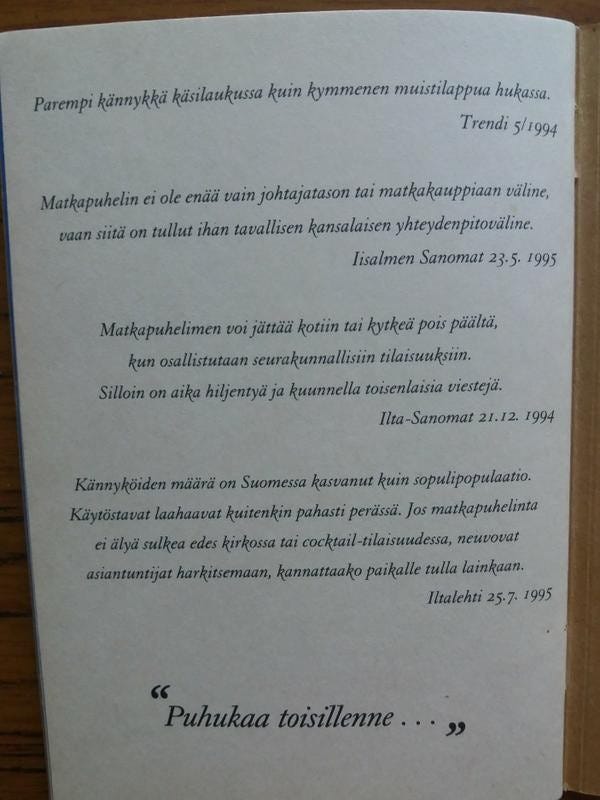 Parempi kännykkä käsilaukussa kuin kymmenen muistilappua hukassa.
Trendi 5/1994
Matkapuhelin ei ole enää vain johtajatason tai matkakauppiaan väline,
vaan siitä on tullut ihan tavallisen kansalaisen yhteydenpitoväline.
Iisalmen Sanomat 23.5. 1995
Matkapuhelimen voi jättää kotiin tai kytkeä pois päältä,
kun osallistutaan seurakunnallisiin tilaisuuksiin.
Silloin on aika hiljentyä ja kuunnella toisenlaisia viestejä.
Ilta-Sanomat 21.12. 1994
Kännyköiden määrä on Suomessa kasvanut kuin sopulipopulaatio.
Käytöstavat laahaavat kuitenkin pahasti perässä. Jos matkapuhelinta
ei älyä sulkea edes kirkossa tai cocktail-tilaisuudessa, neuvovat
asiantuntijat harkitsemaan, kannattaako paikalle tulla lainkaan.
Iltalehti 25.7. 1995
“Puhukaa toisillenne . . . „